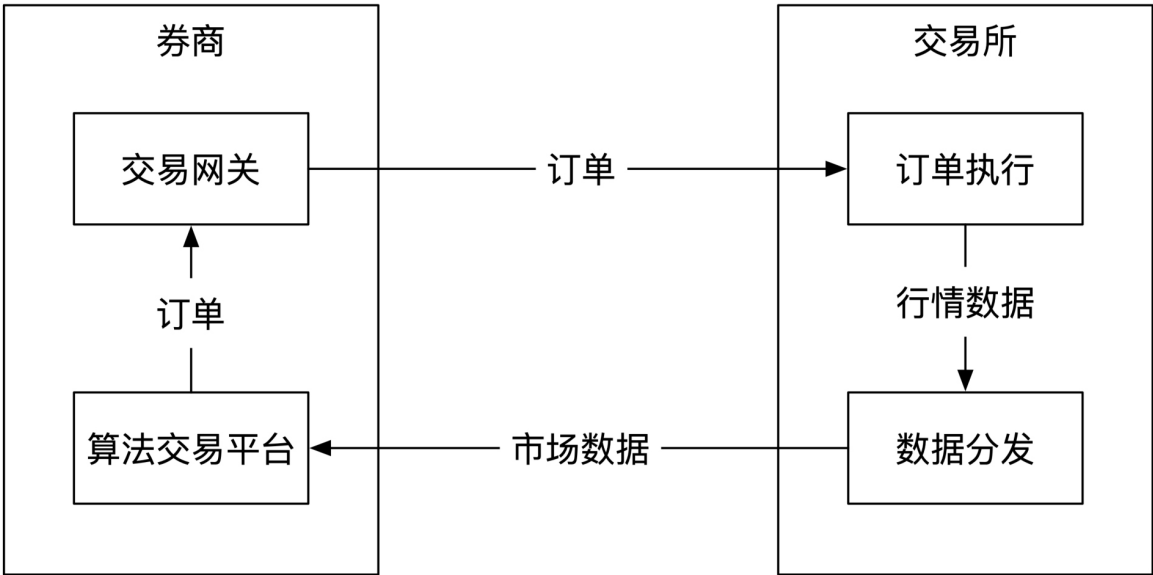 券商
交易所
交易网关
订单
订单执行
订单
行情数据
算法交易平台
市场数据
数据分发